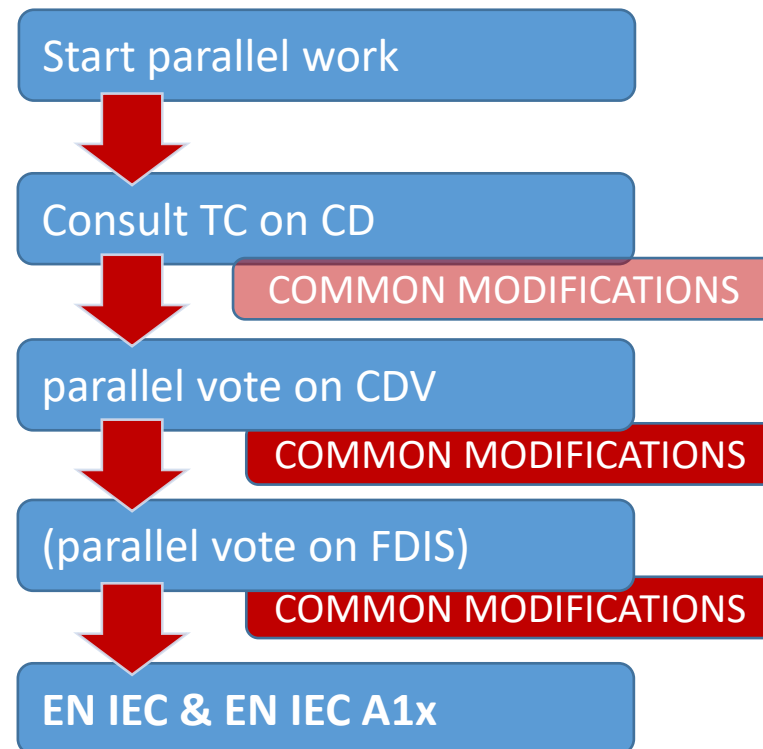 Start parallel work
Consult TC on CD
COMMON MODIFICATIONS
parallel vote on CDV
COMMON MODIFICATIONS
(parallel vote on FDIS)
COMMON MODIFICATIONS
EN IEC & EN IEC A1x